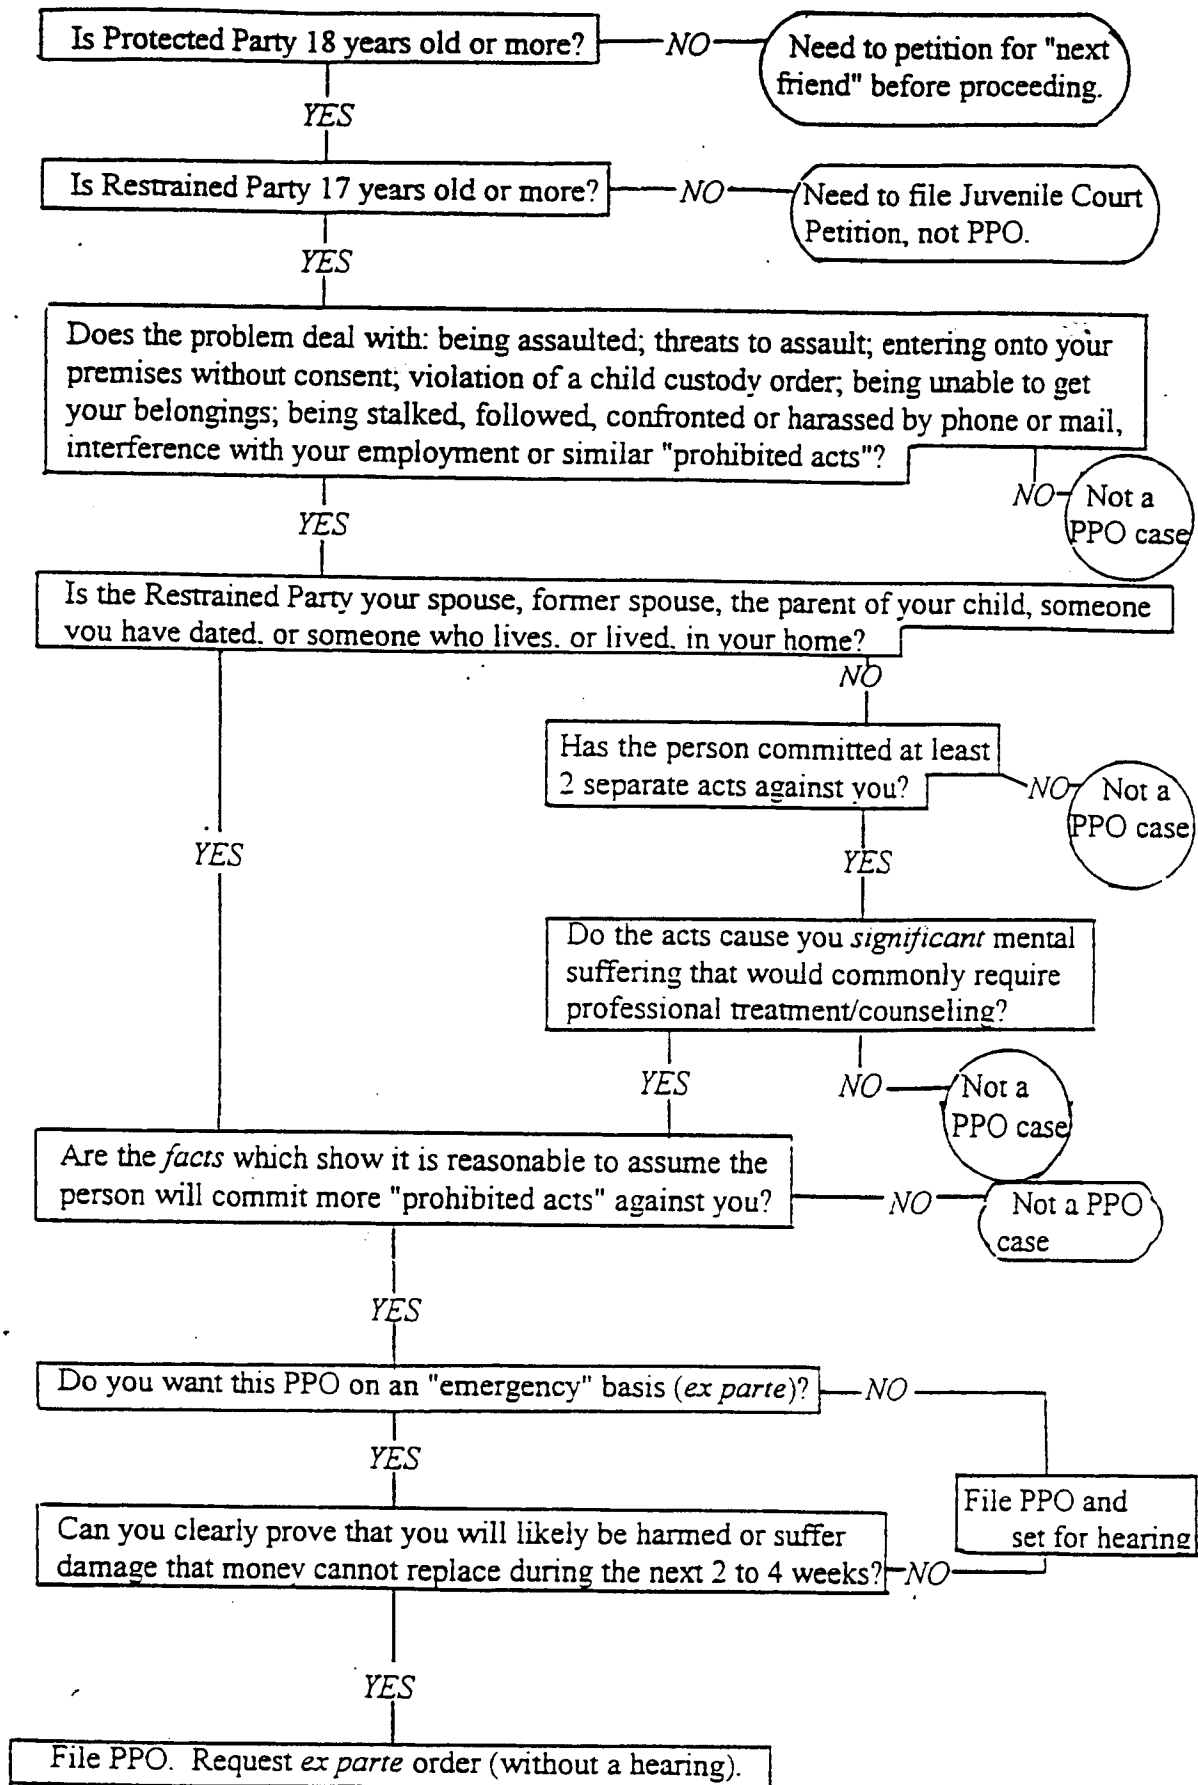 Is Protected Party 18 years old or more?
NO
Need to petition for "next
friend" before proceeding.
YES
Is Restrained Party 17 years old or more?
NO
Need to file Juvenile Court
Petition, not PPO.
YES
Does the problem deal with: being assaulted; threats to assault; entering onto your
premises without consent; violation of a child custody order; being unable to get
your belongings; being stalked, followed, confronted or harassed by phone or mail,
interference with your employment or similar "prohibited acts"?
NO
Not a
PPO case
YES
Is the Restrained Party your spouse, former spouse, the parent of your child, someone
you have dated. or someone who lives. or lived. in your home?
NO
Has the person committed at least
2 separate acts against you?
NO
Not a
PPO case
YES
YES
Do the acts cause you significant mental
suffering that would commonly require
professional treatment/counseling?
YES
NO
Not a
PPO case
Are the facts which show it is reasonable to assume the
person will commit more "prohibited acts" against you?
NO
Not a PPO
case
YES
Do you want this PPO on an "emergency" basis (ex parte)?
NO
YES
File PPO and
set for hearing
Can you clearly prove that you will likely be harmed or suffer
damage that money cannot replace during the next 2 to 4 weeks?
NO
YES
File PPO. Request ex parte order (without a hearing).